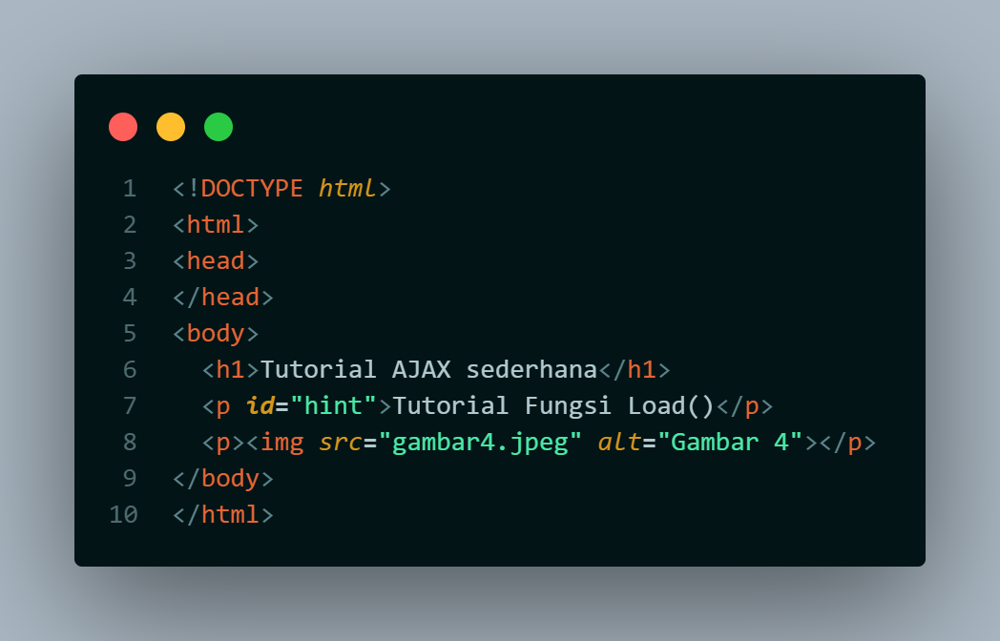 1 <!DOCTYPE html>
2 <html>
3 <head>
4 </head>
5 <body>
6   <h1>Tutorial AJAX sederhana</h1>
7   <p id="hint">Tutorial Fungsi Load()</p>
8   <p><img src="gambar4.jpeg" alt="Gambar 4"></p>
9 </body>
10 </html>